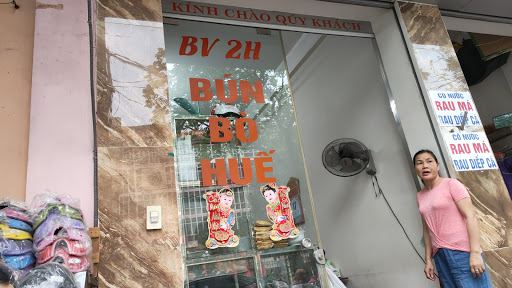 KÍNH CHÀO QUÝ KHÁCH
BV 2H
BÚN
BÒ
HUẾ
CÓ NƯỚC
RAU MÁ
RAU DIẾP CÁ
CÓ NƯỚC
RAU MÁ
RAU DIẾP CÁ